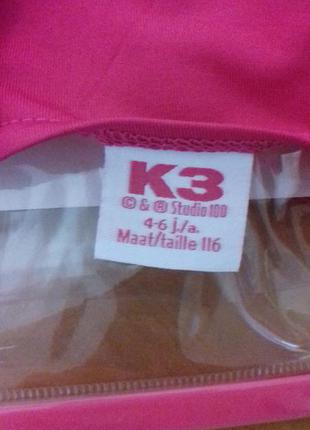 K3
© & ® Studio 100
4-6 j./a.
Maat/taille 116